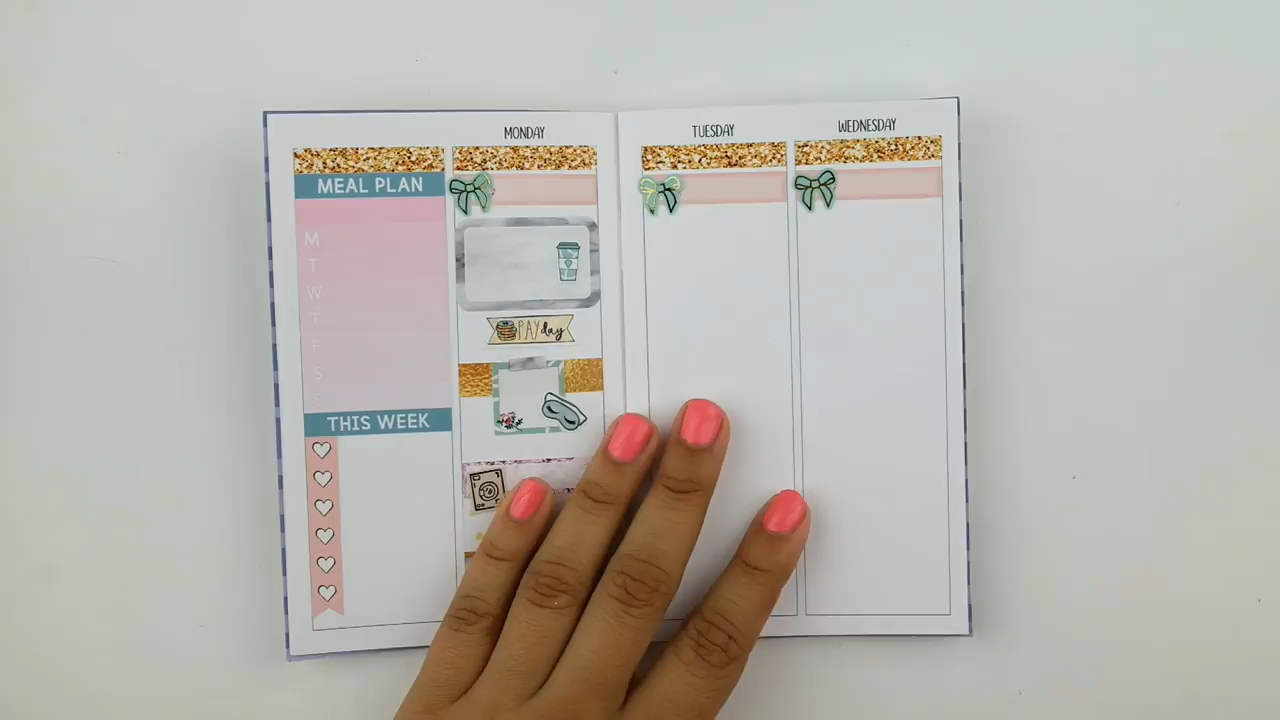 MONDAY
TUESDAY
WEDNESDAY
MEAL PLAN
M
T
W
T
F
S
PAY day
THIS WEEK